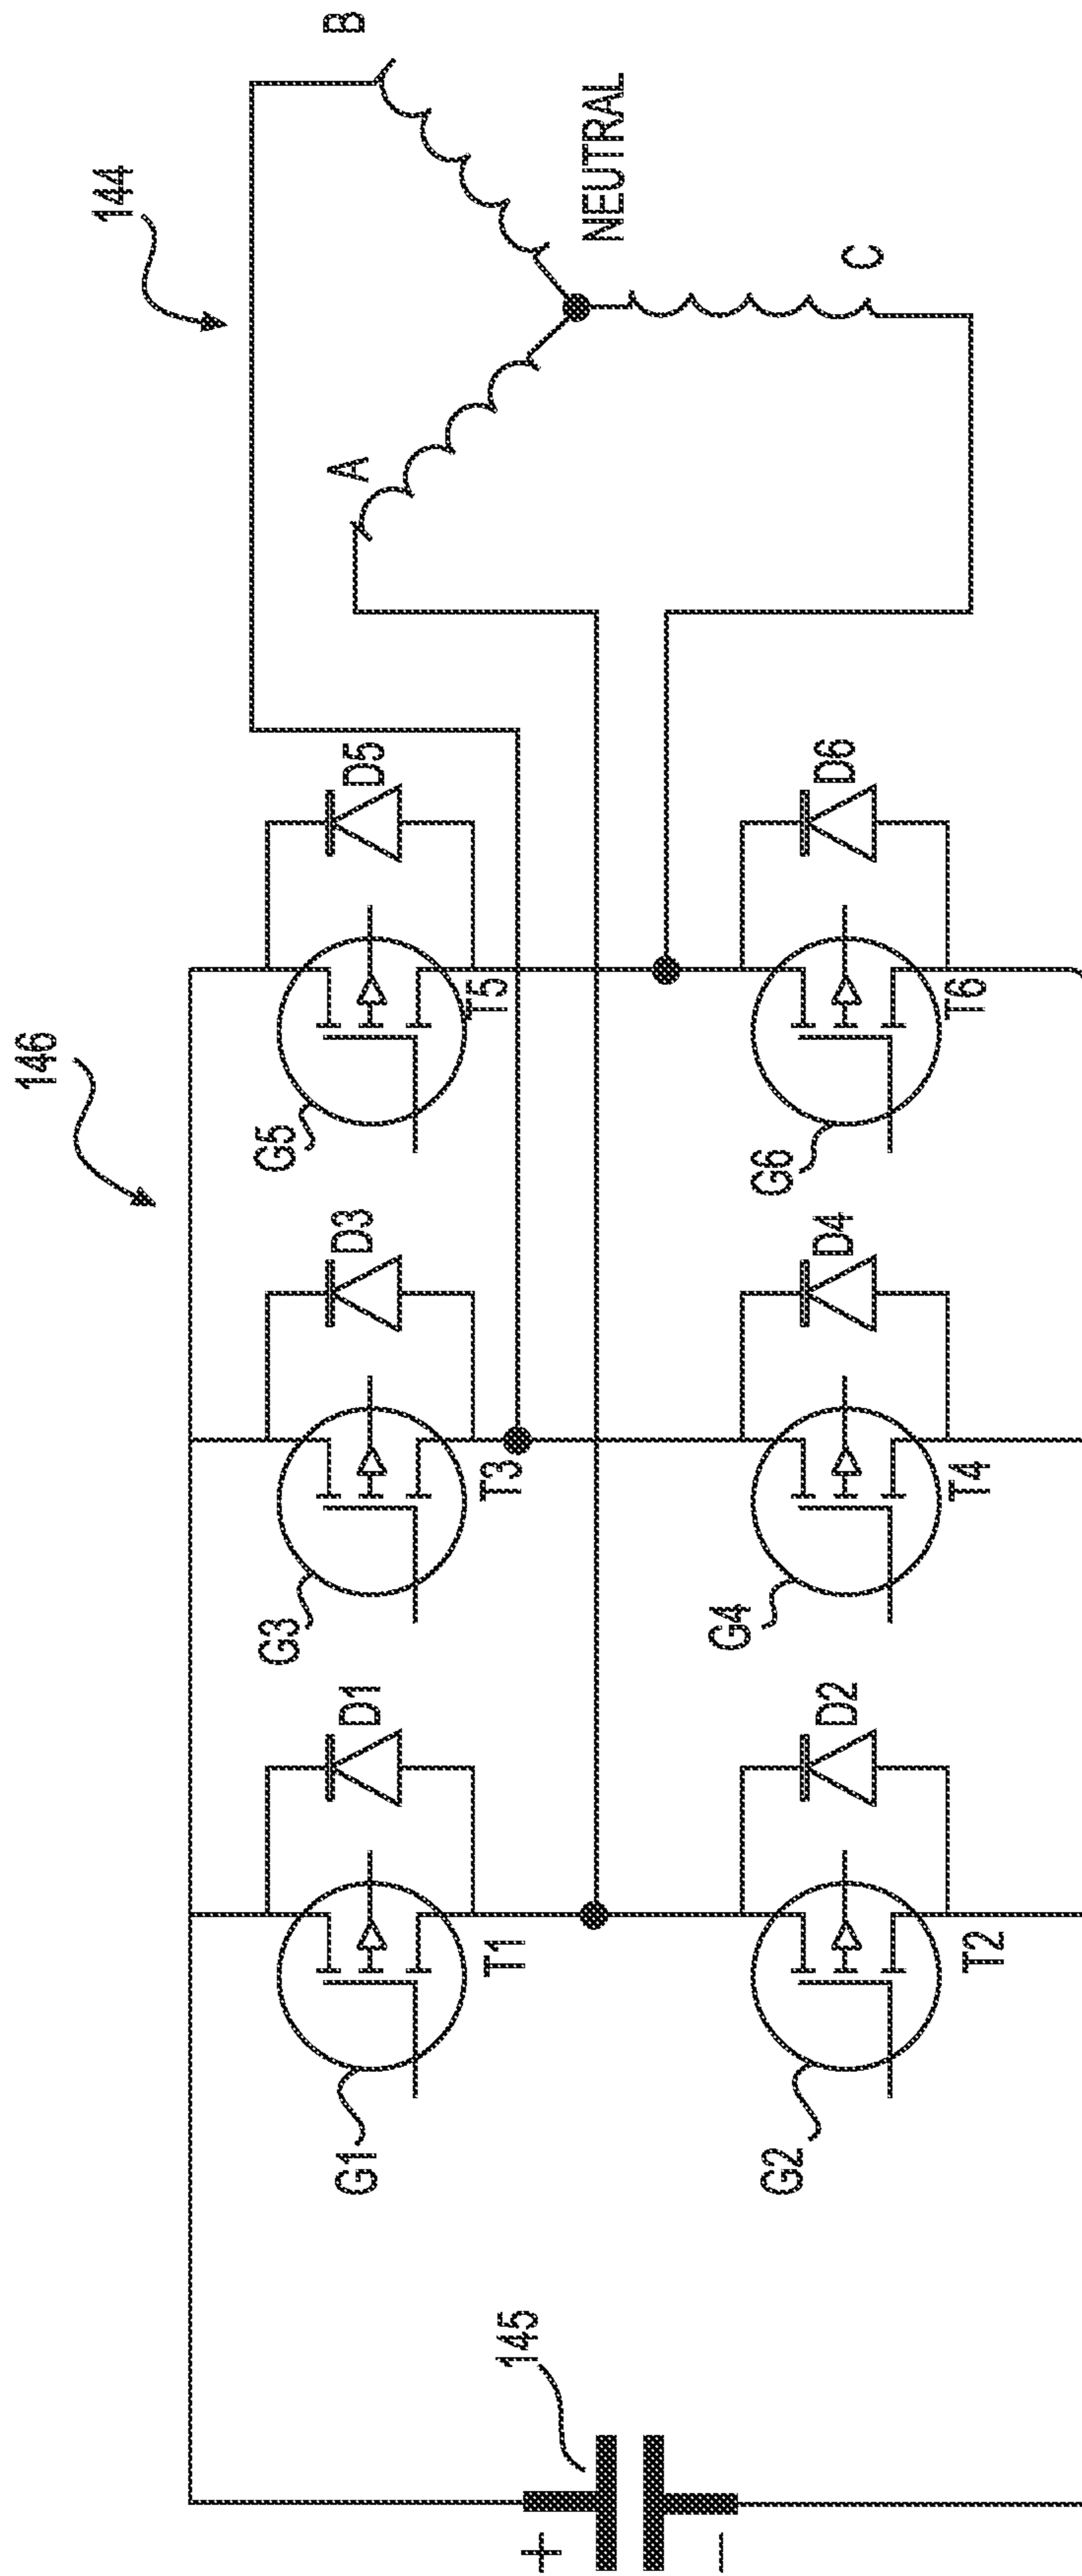 146
144
B
A
NEUTRAL
C
G5
D5
T5
G3
D3
T3
G1
D1
T1
G6
D6
T6
G4
D4
T4
G2
D2
T2
145
+
−